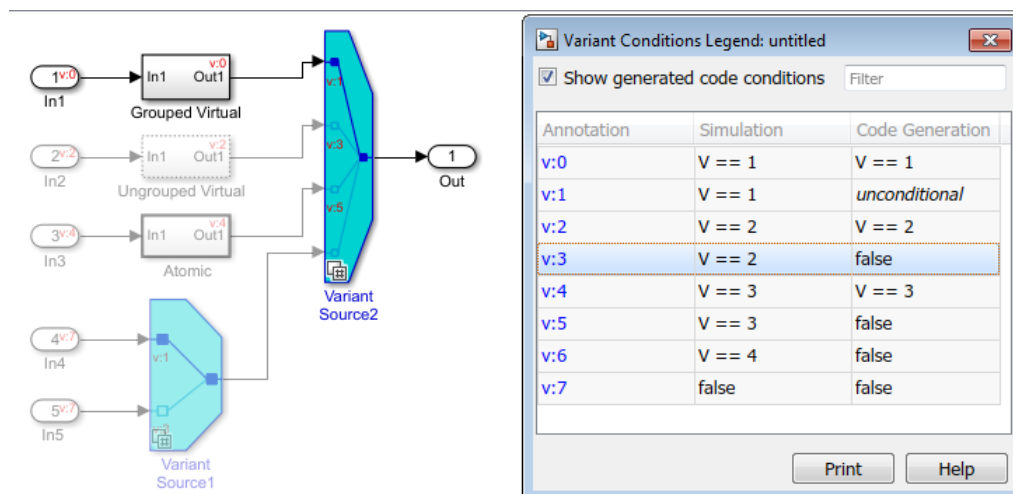 1 v:0
In1
In1 v:0 Out1
Grouped Virtual
v:1
2 v:2
In2
In1 v:2 Out1
Ungrouped Virtual
v:3
3 v:4
In3
In1 v:4 Out1
Atomic
v:5
1
Out
Variant
Source2
4 v:7
In4
v:1
5 v:7
In5
Variant
Source1
Variant Conditions Legend: untitled
Show generated code conditions Filter
Annotation Simulation Code Generation
v:0 V == 1 V == 1
v:1 V == 1 unconditional
v:2 V == 2 V == 2
v:3 V == 2 false
v:4 V == 3 V == 3
v:5 V == 3 false
v:6 V == 4 false
v:7 false false
Print Help